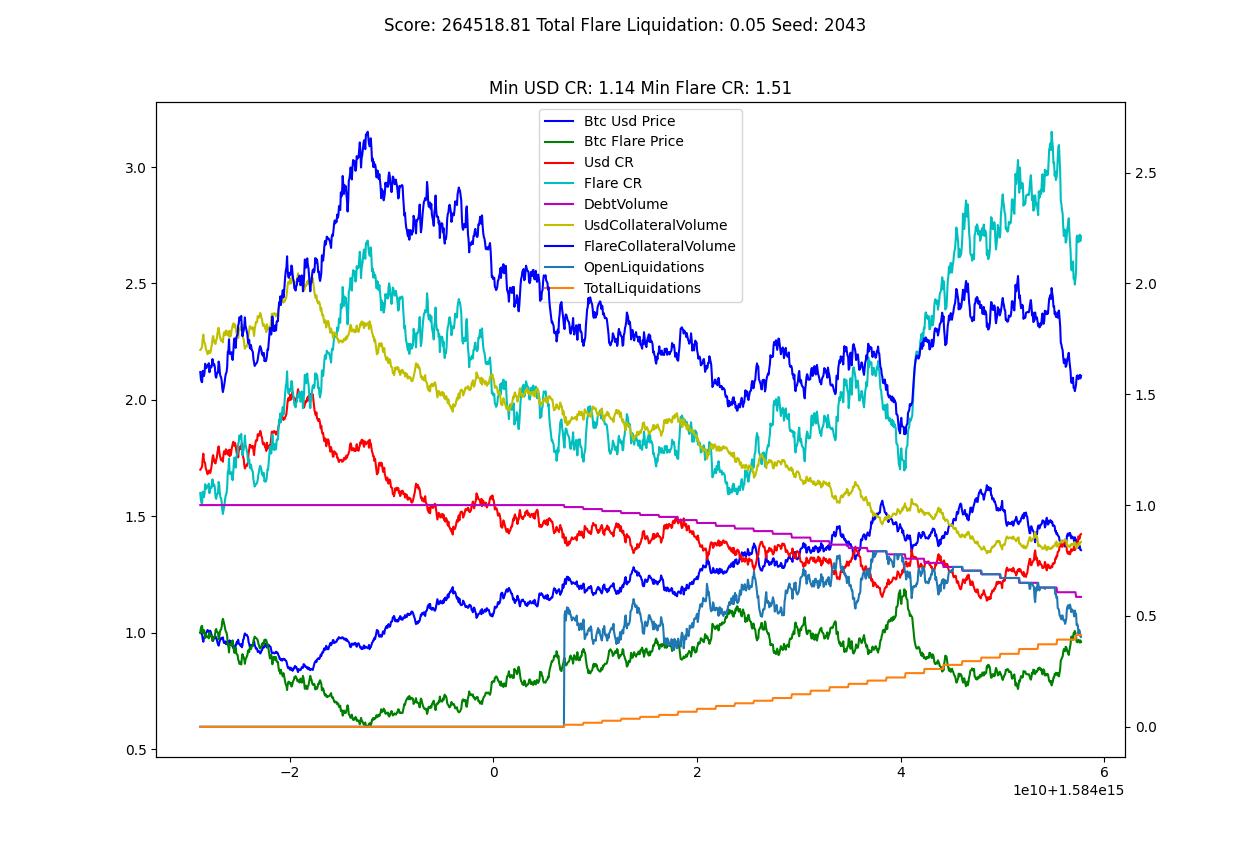 Score: 264518.81 Total Flare Liquidation: 0.05 Seed: 2043
Min USD CR: 1.14 Min Flare CR: 1.51
Btc Usd Price
Btc Flare Price
Usd CR
Flare CR
DebtVolume
UsdCollateralVolume
FlareCollateralVolume
OpenLiquidations
TotalLiquidations
3.0
2.5
2.0
1.5
1.0
0.5
2.5
2.0
1.5
1.0
0.5
0.0
−2 0 2 4 6
1e10+1.584e15